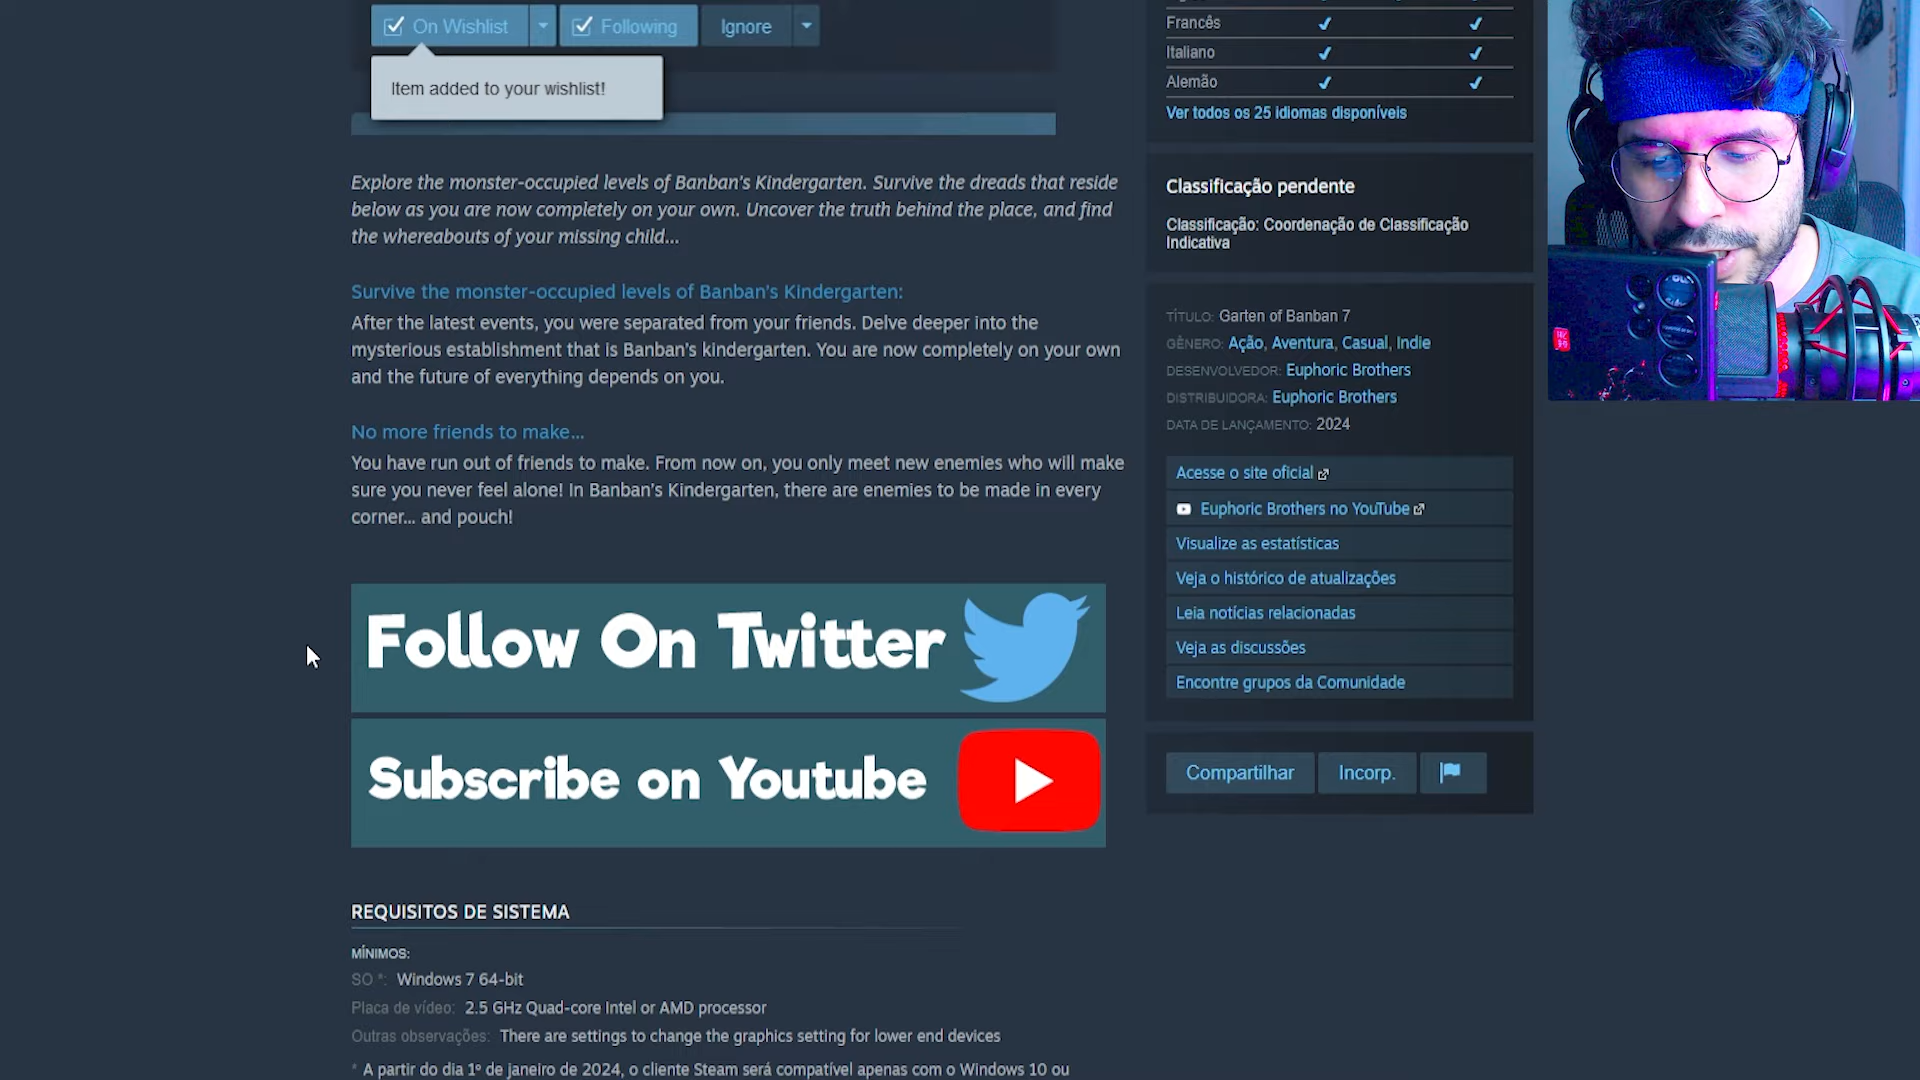 On Wishlist
Following
Ignore
Item added to your wishlist!
Explore the monster-occupied levels of Banban's Kindergarten. Survive the dreads that reside
below as you are now completely on your own. Uncover the truth behind the place, and find
the whereabouts of your missing child...
Survive the monster-occupied levels of Banban's Kindergarten:
After the latest events, you were separated from your friends. Delve deeper into the
mysterious establishment that is Banban's kindergarten. You are now completely on your own
and the future of everything depends on you.
No more friends to make...
You have run out of friends to make. From now on, you only meet new enemies who will make
sure you never feel alone! In Banban's Kindergarten, there are enemies to be made in every
corner... and pouch!
Follow On Twitter
Subscribe on Youtube
REQUISITOS DE SISTEMA
MÍNIMOS:
SO *: Windows 7 64-bit
Placa de vídeo: 2.5 GHz Quad-core Intel or AMD processor
Outras observações: There are settings to change the graphics setting for lower end devices
* A partir do dia 1º de janeiro de 2024, o cliente Steam será compatível apenas com o Windows 10 ou
Francês
Italiano
Alemão
Ver todos os 25 idiomas disponíveis
Classificação pendente
Classificação: Coordenação de Classificação
Indicativa
TÍTULO: Garten of Banban 7
GÊNERO: Ação, Aventura, Casual, Indie
DESENVOLVEDOR: Euphoric Brothers
DISTRIBUIDORA: Euphoric Brothers
DATA DE LANÇAMENTO: 2024
Acesse o site oficial
Euphoric Brothers no YouTube
Visualize as estatísticas
Veja o histórico de atualizações
Leia notícias relacionadas
Veja as discussões
Encontre grupos da Comunidade
Compartilhar
Incorp.